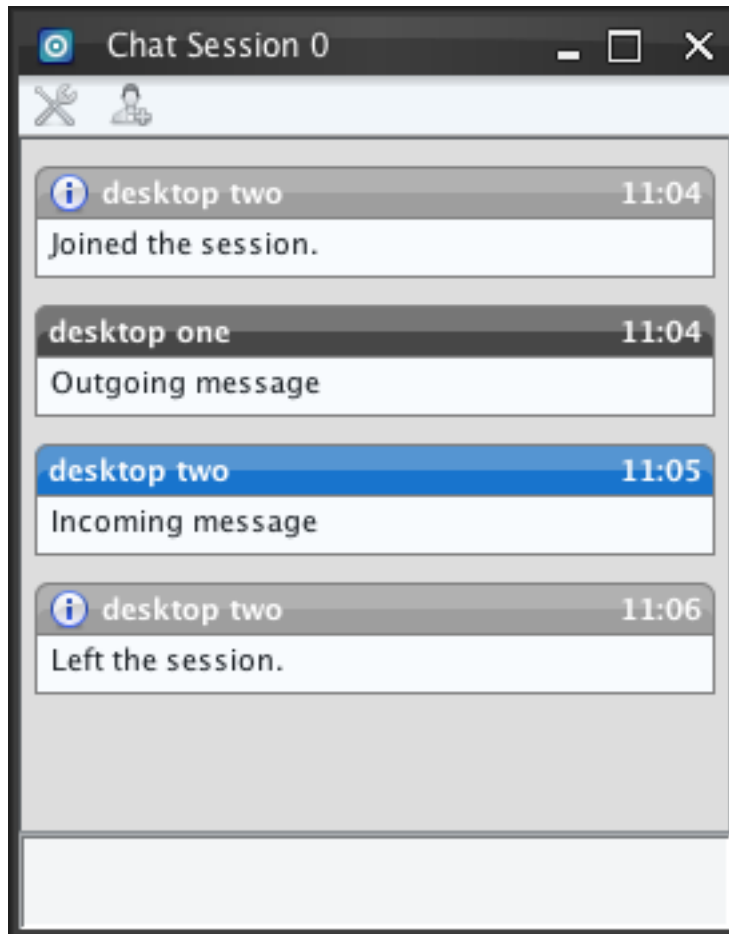 Chat Session 0
desktop two 11:04
Joined the session.
desktop one 11:04
Outgoing message
desktop two 11:05
Incoming message
desktop two 11:06
Left the session.